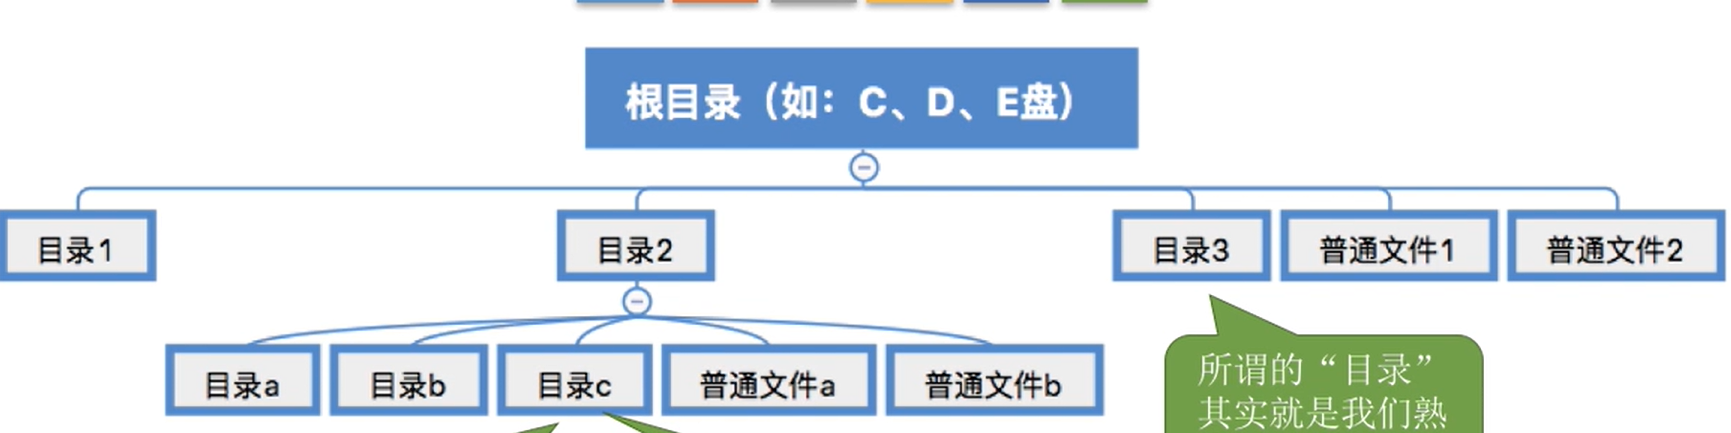 根目录（如：C、D、E盘）
目录1
目录2
目录3
普通文件1
普通文件2
目录a
目录b
目录c
普通文件a
普通文件b
所谓的“目录”
其实就是我们熟